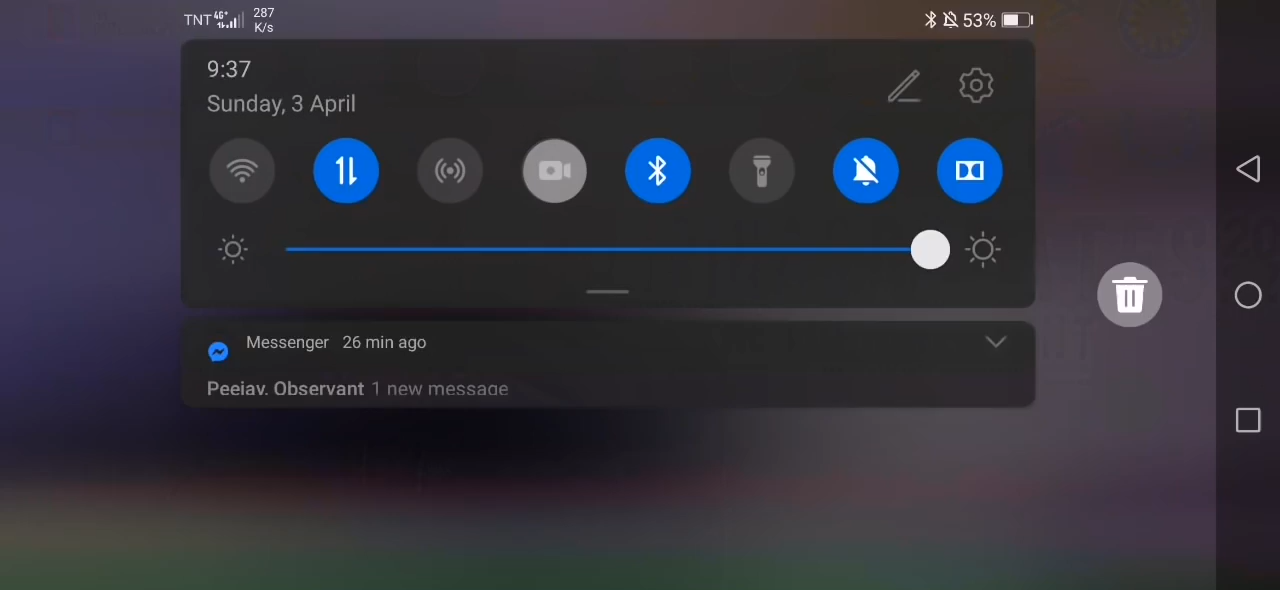 TNT 4G+ 287
K/s
53%
9:37
Sunday, 3 April
Messenger 26 min ago
Peejay, Observant 1 new message